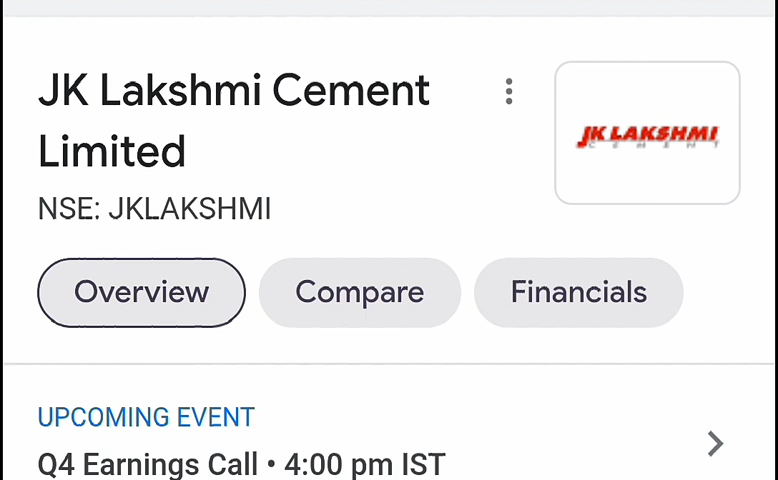 JK Lakshmi Cement
Limited
JK LAKSHMI
CEMENT
NSE: JKLAKSHMI
Overview
Compare
Financials
UPCOMING EVENT
Q4 Earnings Call • 4:00 pm IST